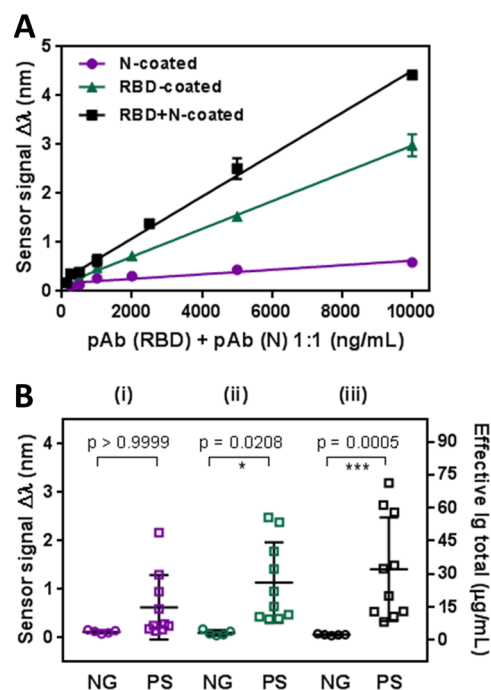 A
5
4
3
2
1
0
Sensor signal Δλ (nm)
N-coated
RBD-coated
RBD+N-coated
0 2000 4000 6000 8000 10000
pAb (RBD) + pAb (N) 1:1 (ng/mL)
B
(i) (ii) (iii)
p > 0.9999 p = 0.0208 p = 0.0005
* ***
4
3
2
1
0
Sensor signal Δλ (nm)
90
75
60
45
30
15
0
Effective Ig total (μg/mL)
NG PS NG PS NG PS